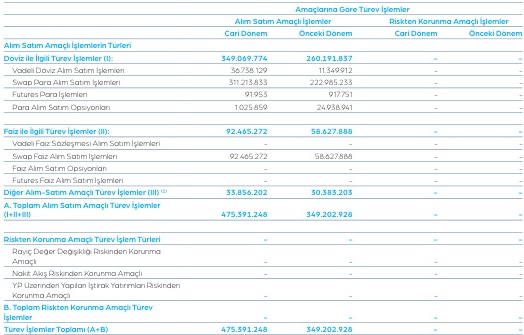 Amaçlarına Göre Türev İşlemler
Alım Satım Amaçlı İşlemler Riskten Korunma Amaçlı İşlemler
Cari Dönem Önceki Dönem Cari Dönem Önceki Dönem
Alım Satım Amaçlı İşlemlerin Türleri
Döviz ile İlgili Türev İşlemler (I): 349.069.774 260.191.837 - -
Vadeli Döviz Alım Satım İşlemleri 36.738.129 11.349.912 - -
Swap Para Alım Satım İşlemleri 311.213.833 222.985.233 - -
Futures Para İşlemleri 91.953 917.751 - -
Para Alım Satım Opsiyonları 1.025.859 24.938.941 - -
Faiz ile İlgili Türev İşlemler (II): 92.465.272 58.627.888 - -
Vadeli Faiz Sözleşmesi Alım Satım İşlemleri - - - -
Swap Faiz Alım Satım İşlemleri 92.465.272 58.627.888 - -
Faiz Alım Satım Opsiyonları - - - -
Futures Faiz Alım Satım İşlemleri - - - -
Diğer Alım-Satım Amaçlı Türev İşlemler (III) 33.856.202 30.383.203 - -
A. Toplam Alım Satım Amaçlı Türev İşlemler
(I+II+III) 475.391.248 349.202.928 - -
Riskten Korunma Amaçlı Türev İşlem Türleri - - - -
Rayiç Değer Değişikliği Riskinden Korunma
Amaçlı - - - -
Nakit Akış Riskinden Korunma Amaçlı - - - -
YP Üzerinden Yapılan İştirak Yatırımları Riskinden
Korunma Amaçlı - - - -
B. Toplam Riskten Korunma Amaçlı Türev
İşlemler - - - -
Türev İşlemler Toplamı (A+B) 475.391.248 349.202.928 - -